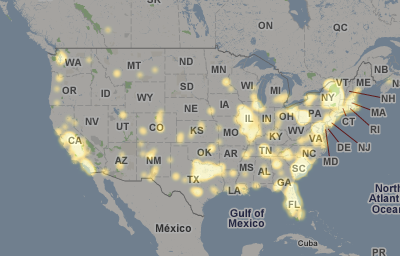 SK
ON
QC
NB
WA
MT
ND
MN
VT
ME
OR
ID
WY
SD
WI
MI
NY
NH
MA
NE
IA
IL
IN
OH
PA
CT
RI
NV
UT
CO
KS
MO
KY
WV
VA
NJ
DE
MD
CA
AZ
NM
OK
AR
TN
NC
SC
TX
MS
AL
GA
LA
FL
Gulf of
Mexico
México
Cuba
North
Atlantic
Ocean